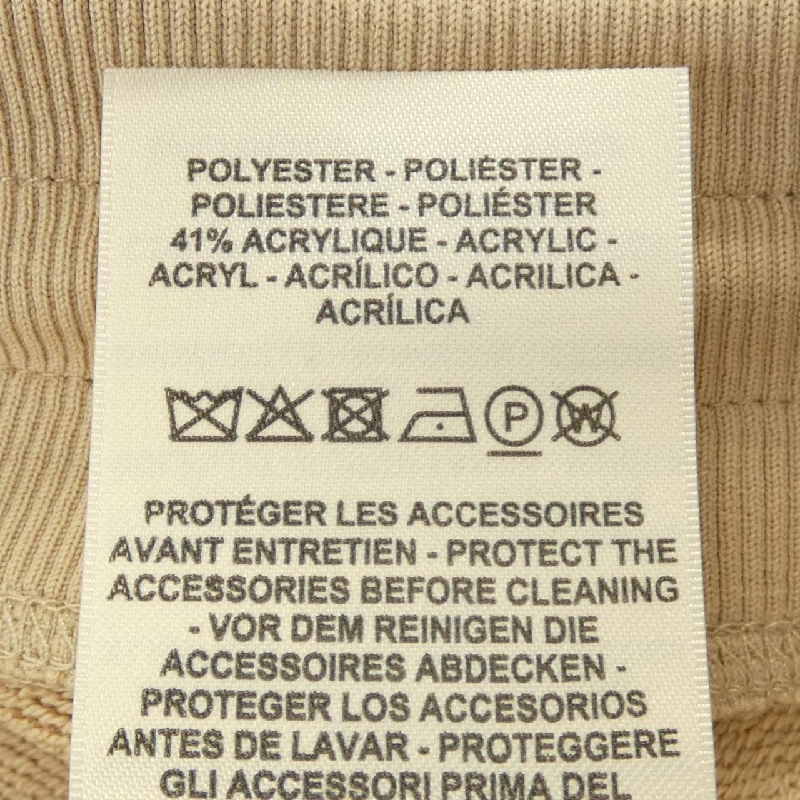 POLYESTER - POLIÉSTER -
POLIESTERE - POLIÉSTER
41% ACRYLIQUE - ACRYLIC -
ACRYL - ACRÍLICO - ACRILICA -
ACRÍLICA
P W
PROTÉGER LES ACCESSOIRES
AVANT ENTRETIEN - PROTECT THE
ACCESSORIES BEFORE CLEANING
- VOR DEM REINIGEN DIE
ACCESSOIRES ABDECKEN -
PROTEGER LOS ACCESORIOS
ANTES DE LAVAR - PROTEGGERE
GLI ACCESSORI PRIMA DEL